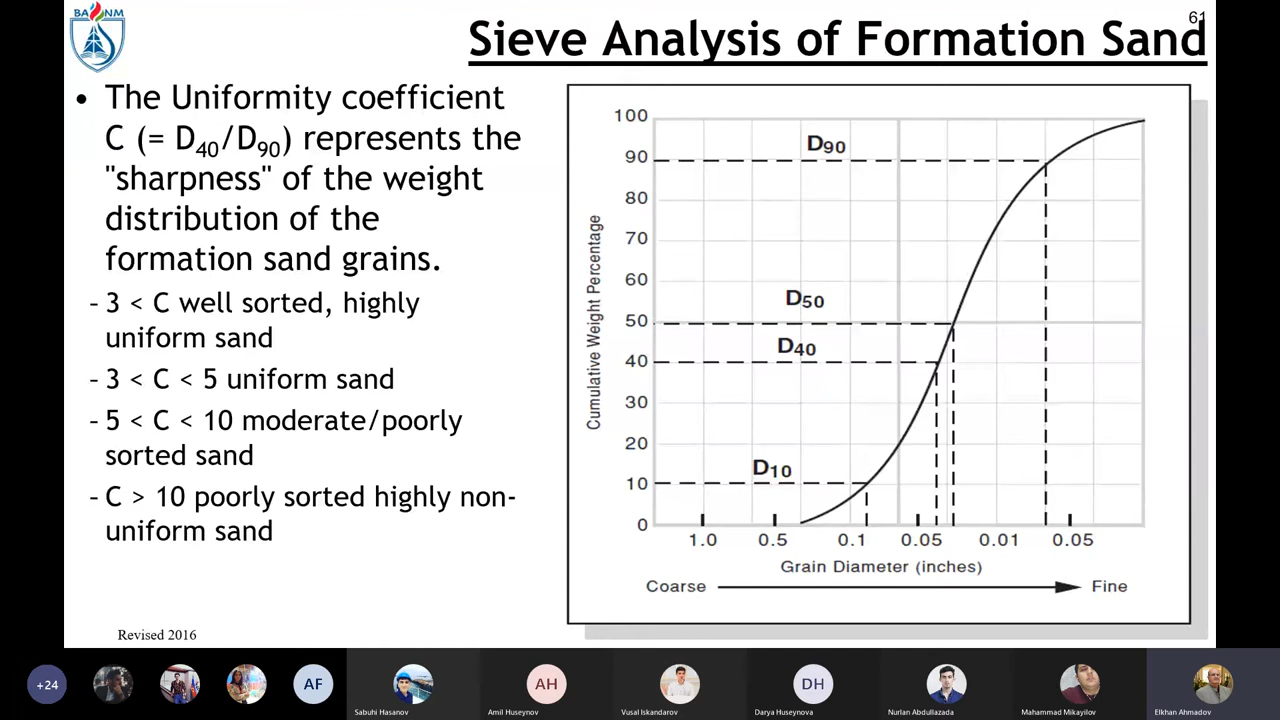 BA NM
61
Sieve Analysis of Formation Sand
• The Uniformity coefficient
C (= D40/D90) represents the
"sharpness" of the weight
distribution of the
formation sand grains.
- 3 < C well sorted, highly
uniform sand
- 3 < C < 5 uniform sand
- 5 < C < 10 moderate/poorly
sorted sand
- C > 10 poorly sorted highly non-
uniform sand
Revised 2016
Cumulative Weight Percentage
100
90
80
70
60
50
40
30
20
10
0
D90
D50
D40
D10
1.0 0.5 0.1 0.05 0.01 0.05
Grain Diameter (inches)
Coarse Fine
+24 AF AH DH
Sabuhi Hasanov Amil Huseynov Vusal Iskandarov Darya Huseynova Nurlan Abdullazada Mahammad Mikayilov Elkhan Ahmadov